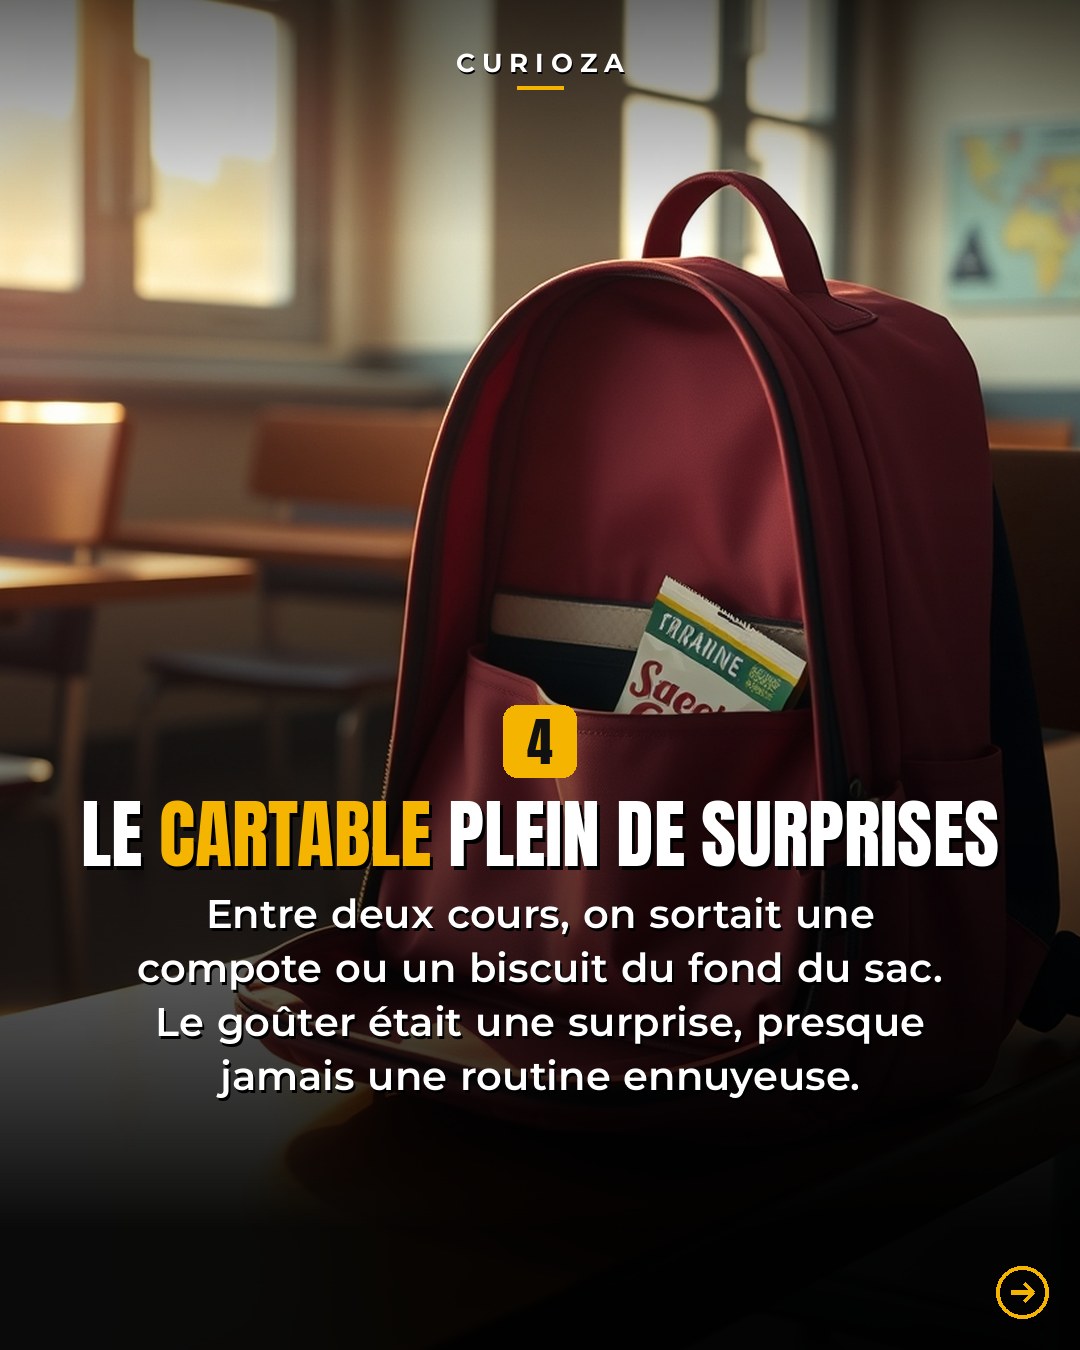 CURIOZA
FRRAIINE
4
LE CARTABLE PLEIN DE SURPRISES
Entre deux cours, on sortait une
compote ou un biscuit du fond du sac.
Le goûter était une surprise, presque
jamais une routine ennuyeuse.